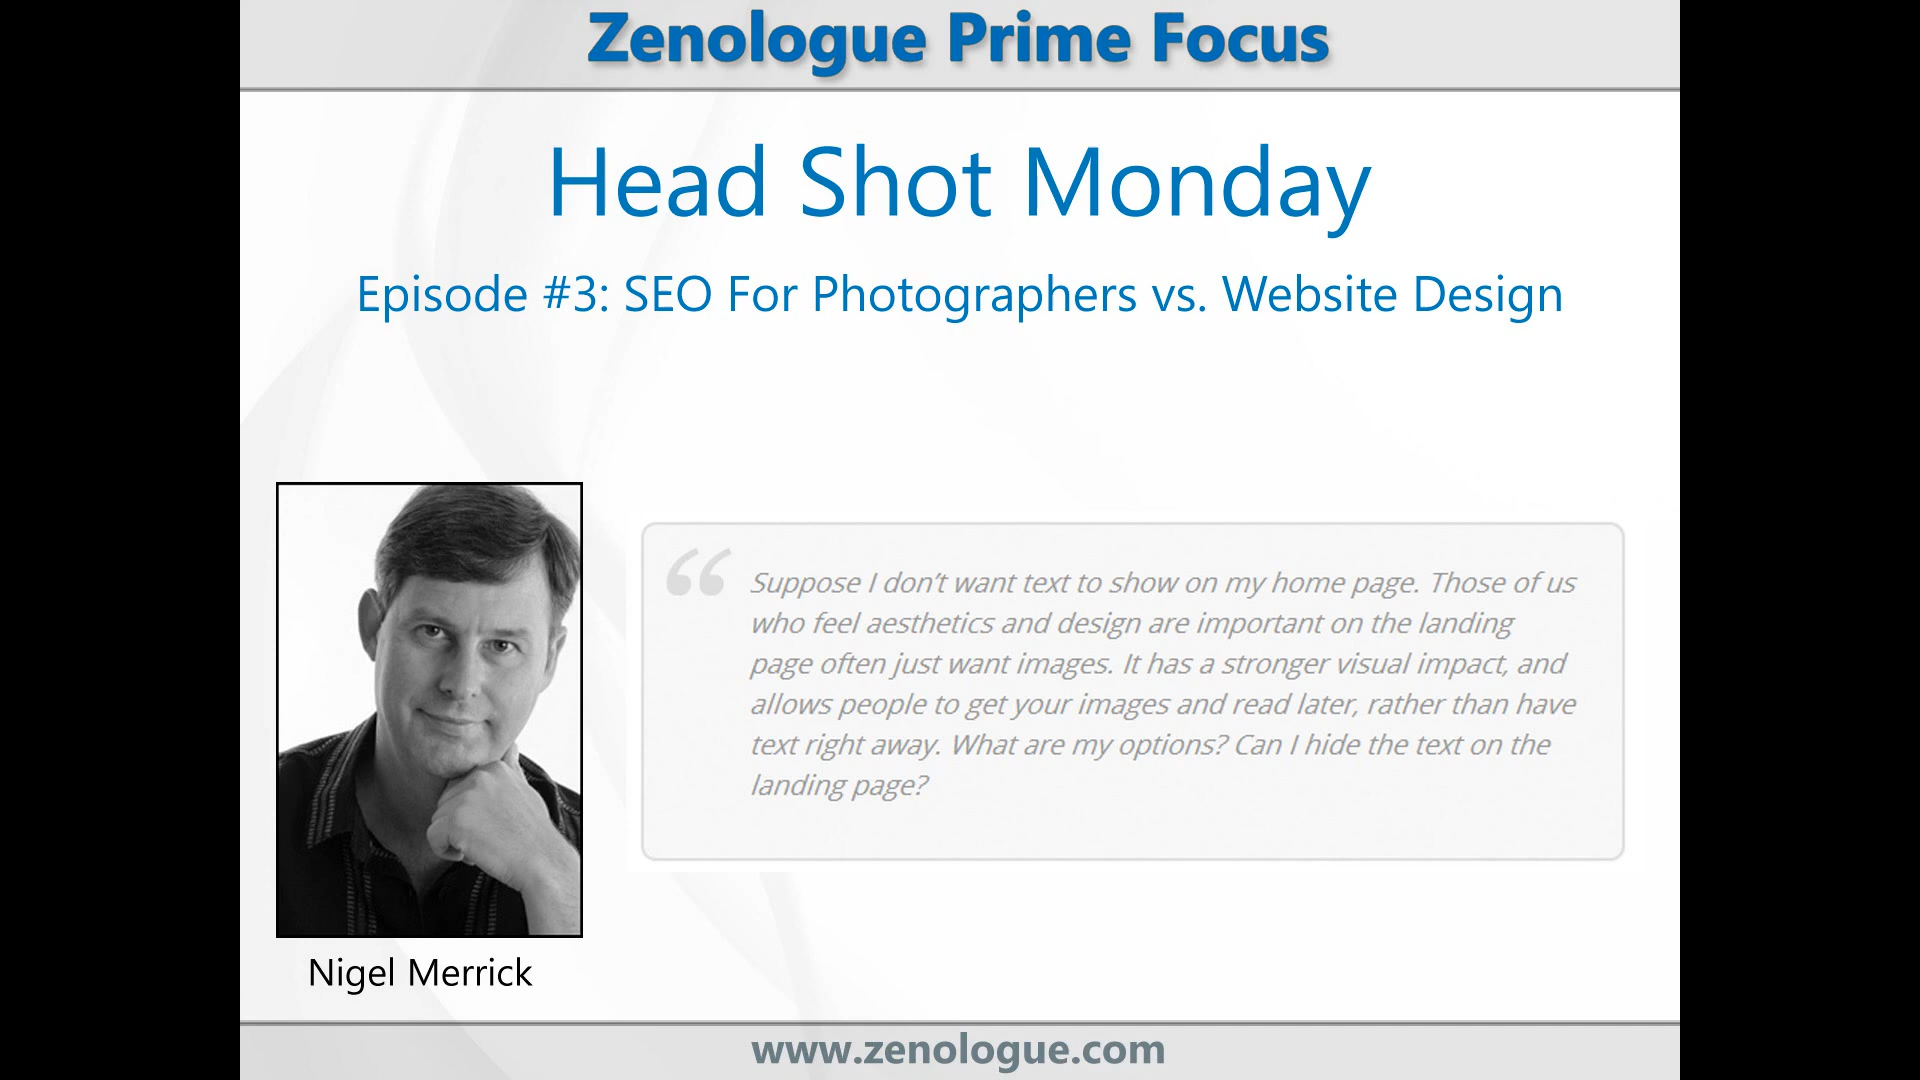 Zenologue Prime Focus
Head Shot Monday
Episode #3: SEO For Photographers vs. Website Design
“
Suppose I don’t want text to show on my home page. Those of us
who feel aesthetics and design are important on the landing
page often just want images. It has a stronger visual impact, and
allows people to get your images and read later, rather than have
text right away. What are my options? Can I hide the text on the
landing page?
Nigel Merrick
www.zenologue.com